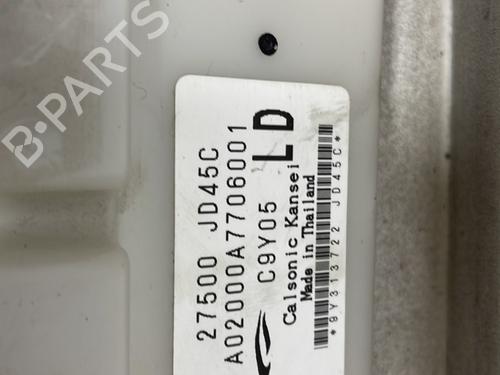 B-PARTS
27500 JD45C
A02000A7706001
C9Y05
LD
Calsonic Kansei
Made in Thailand
*9Y313722 JD45C*